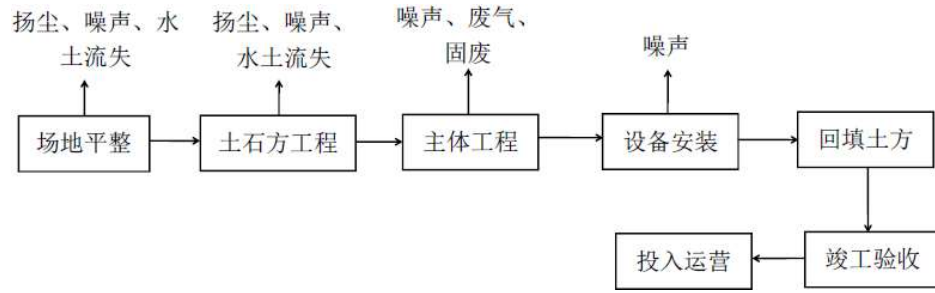 扬尘、噪声、水
土流失
扬尘、噪声、
水土流失
噪声、废气、
固废
噪声
场地平整
土石方工程
主体工程
设备安装
回填土方
投入运营
竣工验收